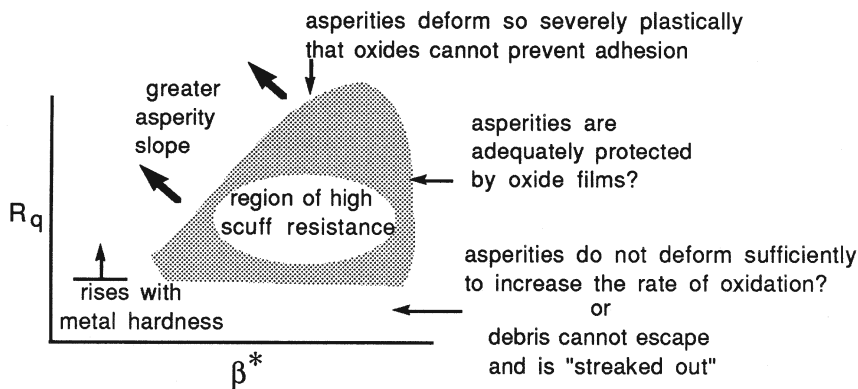 asperities deform so severely plastically
that oxides cannot prevent adhesion
greater
asperity
slope
asperities are
adequately protected
by oxide films?
Rq
region of high
scuff resistance
asperities do not deform sufficiently
to increase the rate of oxidation?
or
debris cannot escape
and is "streaked out"
rises with
metal hardness
β*